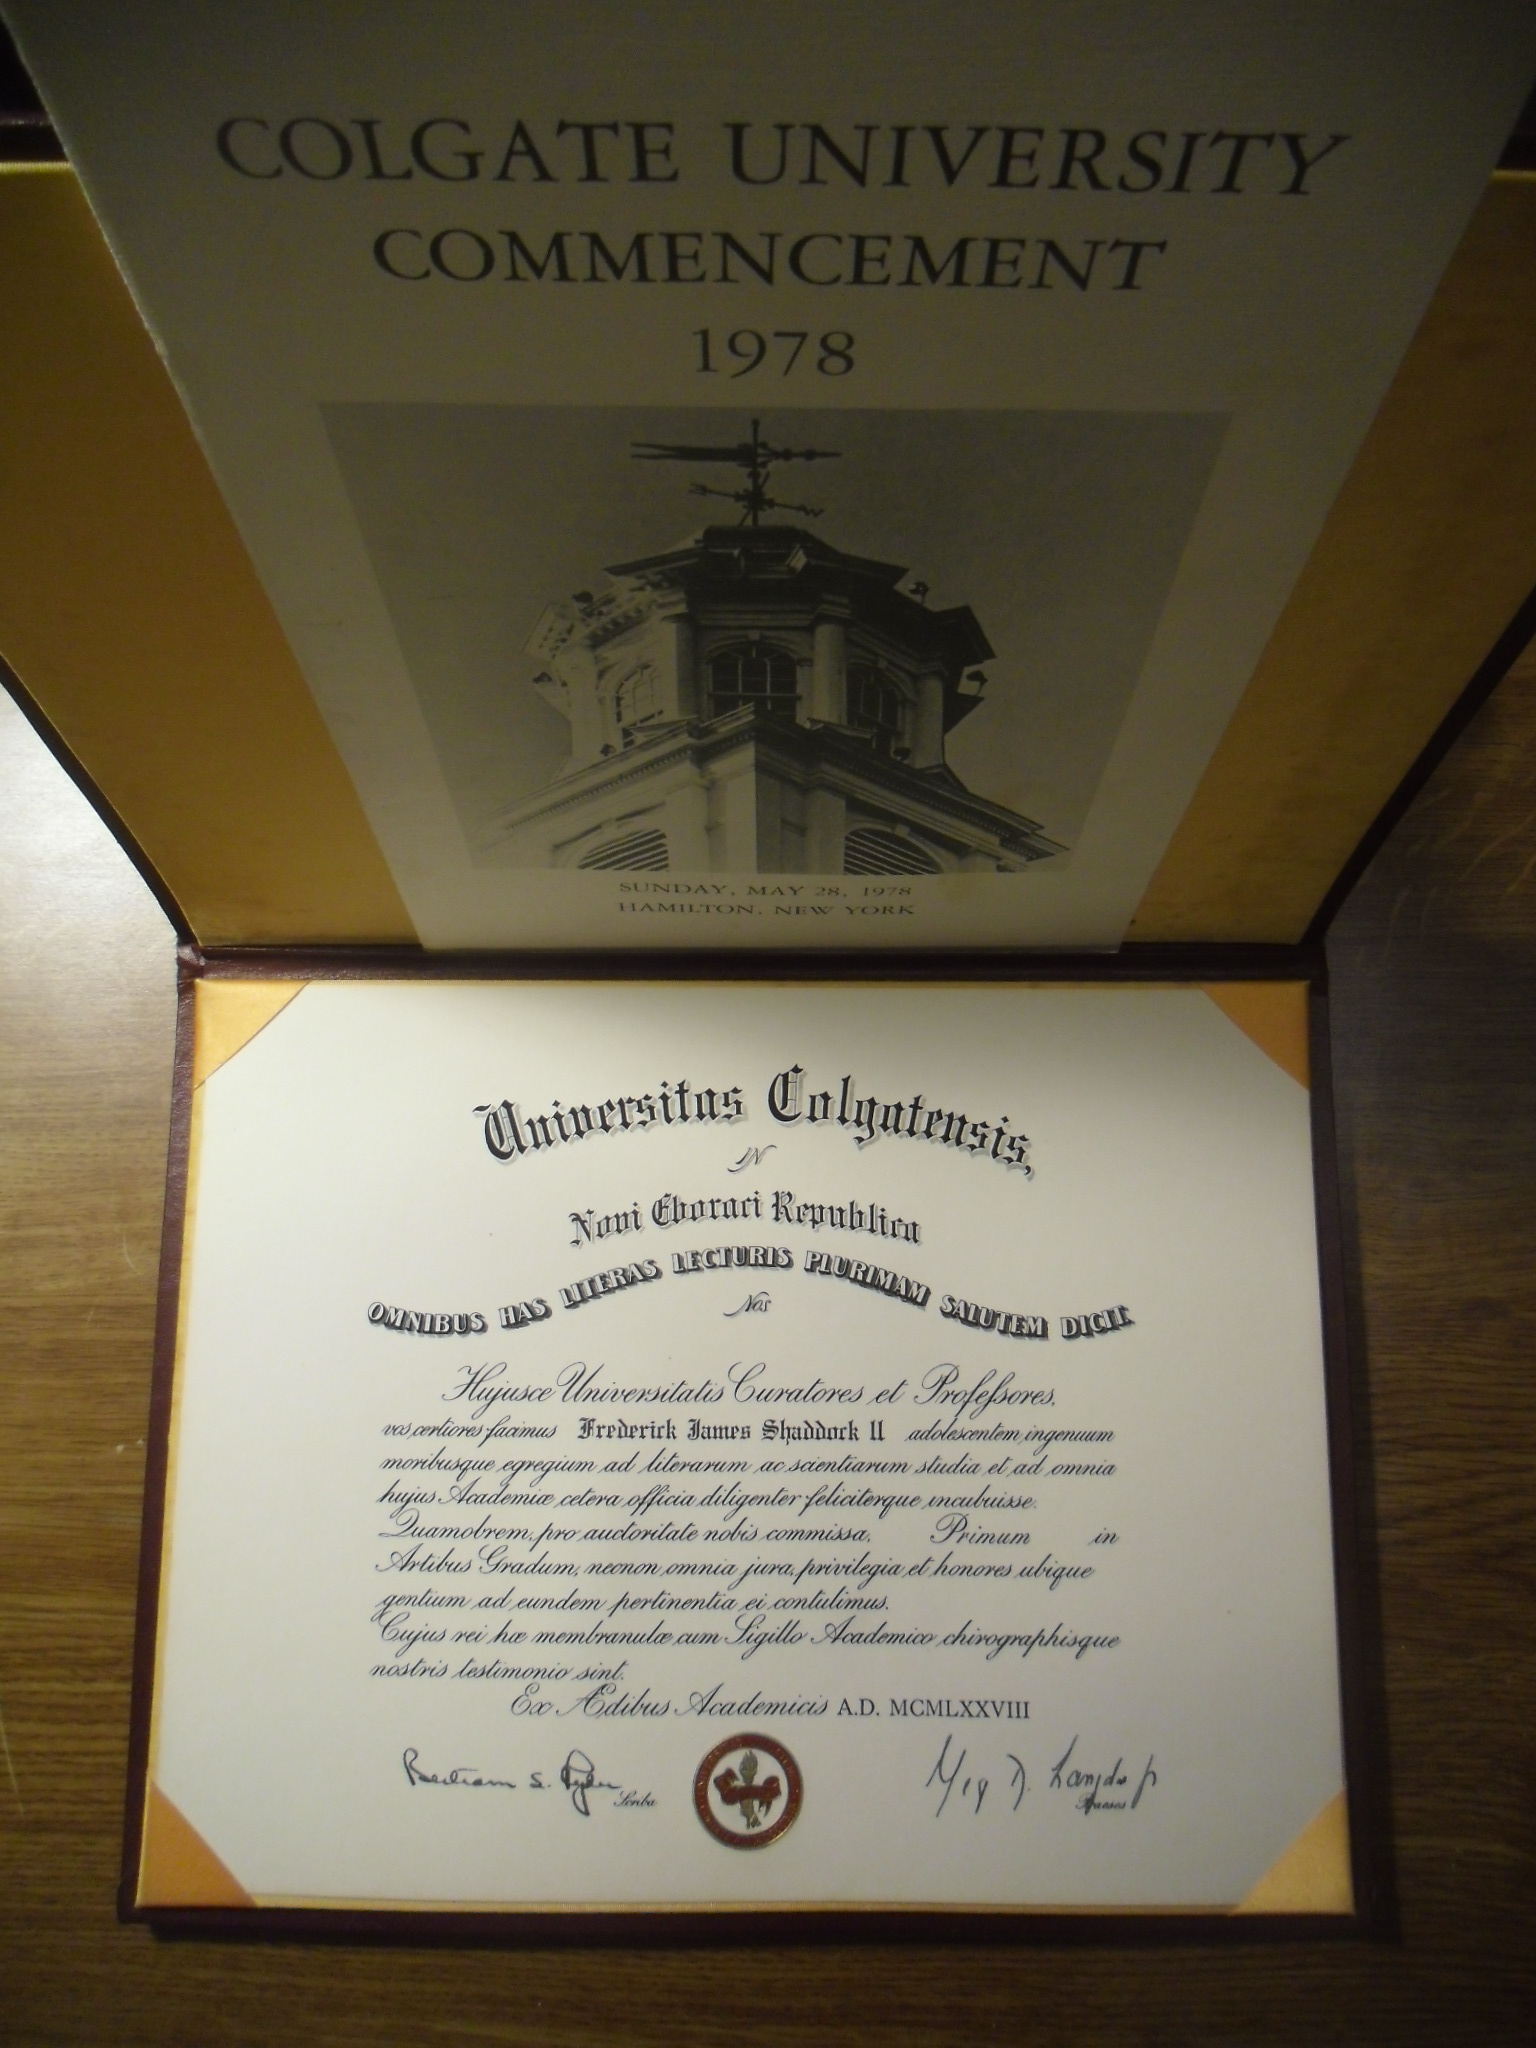 COLGATE UNIVERSITY
COMMENCEMENT
1978
SUNDAY, MAY 28, 1978
HAMILTON, NEW YORK
Universitas Colgatensis,
IN
Novi Eboraci Republica
OMNIBUS HAS LITERAS LECTURIS PLURIMAM SALUTEM DICIT.
Nos
Hujusce Universitatis Curatores et Professores,
vos certiores facimus Frederick James Shaddock II adolescentem ingenuum
moribusque egregium ad literarum ac scientiarum studia et ad omnia
hujus Academiæ cetera officia diligenter feliciterque incubuisse.
Quamobrem, pro auctoritate nobis commissa, Primum in
Artibus Gradum, necnon omnia jura, privilegia et honores ubique
gentium ad eundem pertinentia ei contulimus.
Cujus rei hæ membranulæ cum Sigillo Academico chirographisque
nostris testimonio sint.
Ex Ædibus Academicis A.D. MCMLXXVIII
Scriba
Praeses